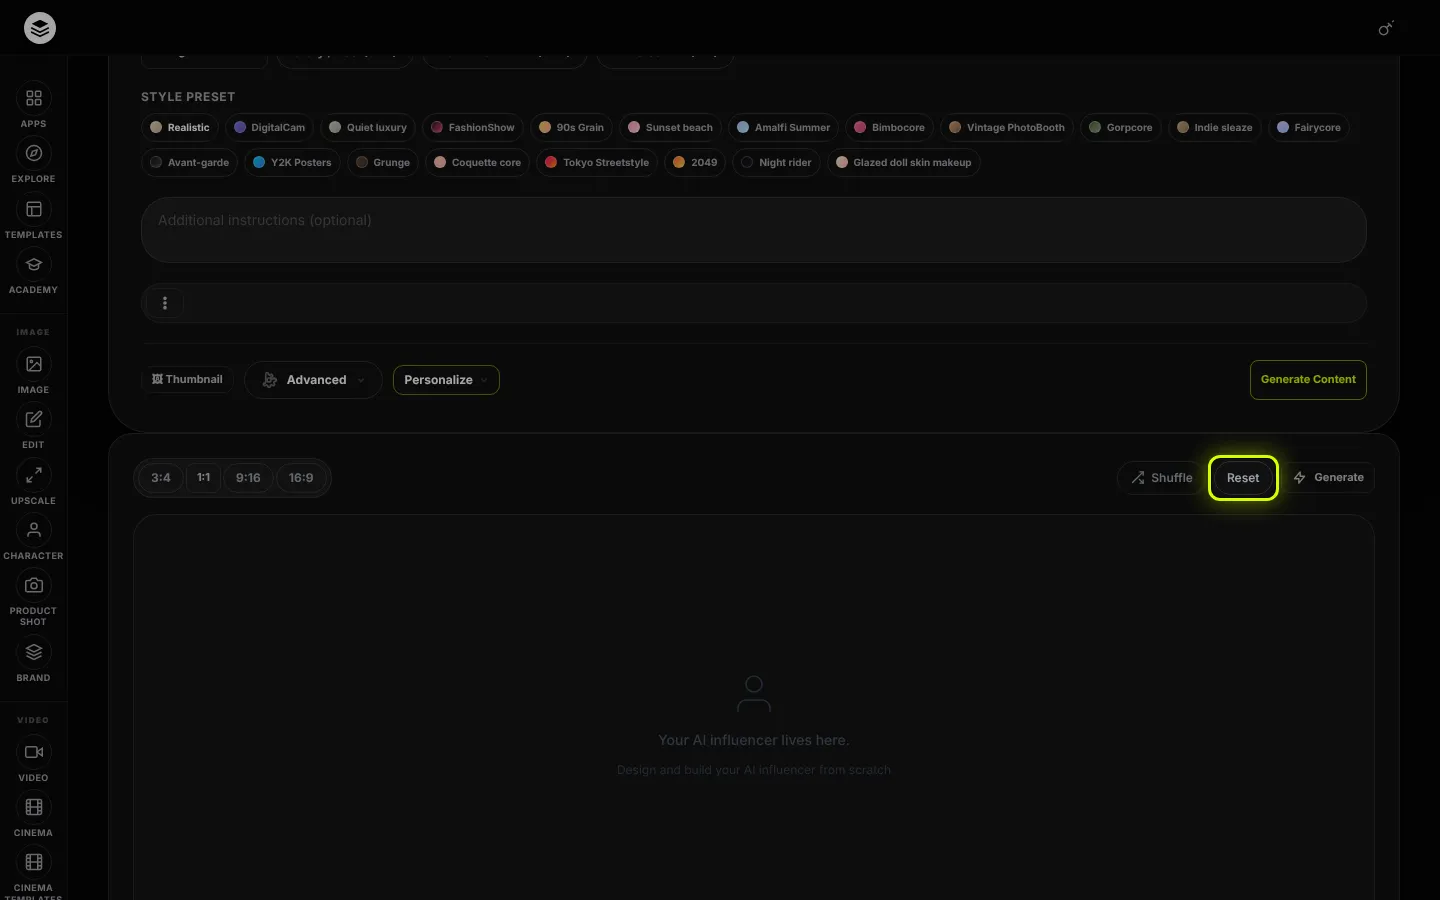 STYLE PRESET
Realistic DigitalCam Quiet luxury FashionShow 90s Grain Sunset beach Amalfi Summer Bimbocore Vintage PhotoBooth Gorpcore Indie sleaze Fairycore
Avant-garde Y2K Posters Grunge Coquette core Tokyo Streetstyle 2049 Night rider Glazed doll skin makeup
Additional instructions (optional)
Thumbnail Advanced Personalize Generate Content
3:4 1:1 9:16 16:9 Shuffle Reset Generate
Your AI influencer lives here.
Design and build your AI influencer from scratch
APPS
EXPLORE
TEMPLATES
ACADEMY
IMAGE
IMAGE
EDIT
UPSCALE
CHARACTER
PRODUCT
SHOT
BRAND
VIDEO
VIDEO
CINEMA
CINEMA
TEMPLATES